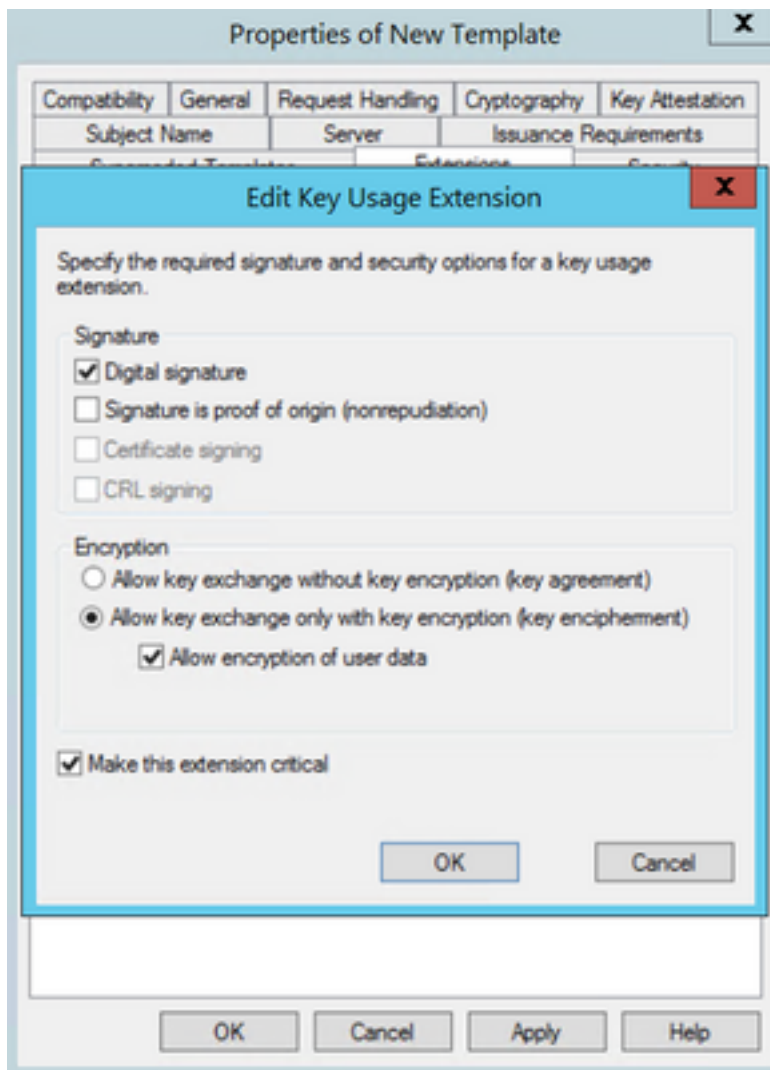 Properties of New Template
X
Compatibility General Request Handling Cryptography Key Attestation
Subject Name Server Issuance Requirements
Superseded Templates Extensions Security
Edit Key Usage Extension
X
Specify the required signature and security options for a key usage
extension.
Signature
Digital signature
Signature is proof of origin (nonrepudiation)
Certificate signing
CRL signing
Encryption
Allow key exchange without key encryption (key agreement)
Allow key exchange only with key encryption (key encipherment)
Allow encryption of user data
Make this extension critical
OK Cancel
OK Cancel Apply Help